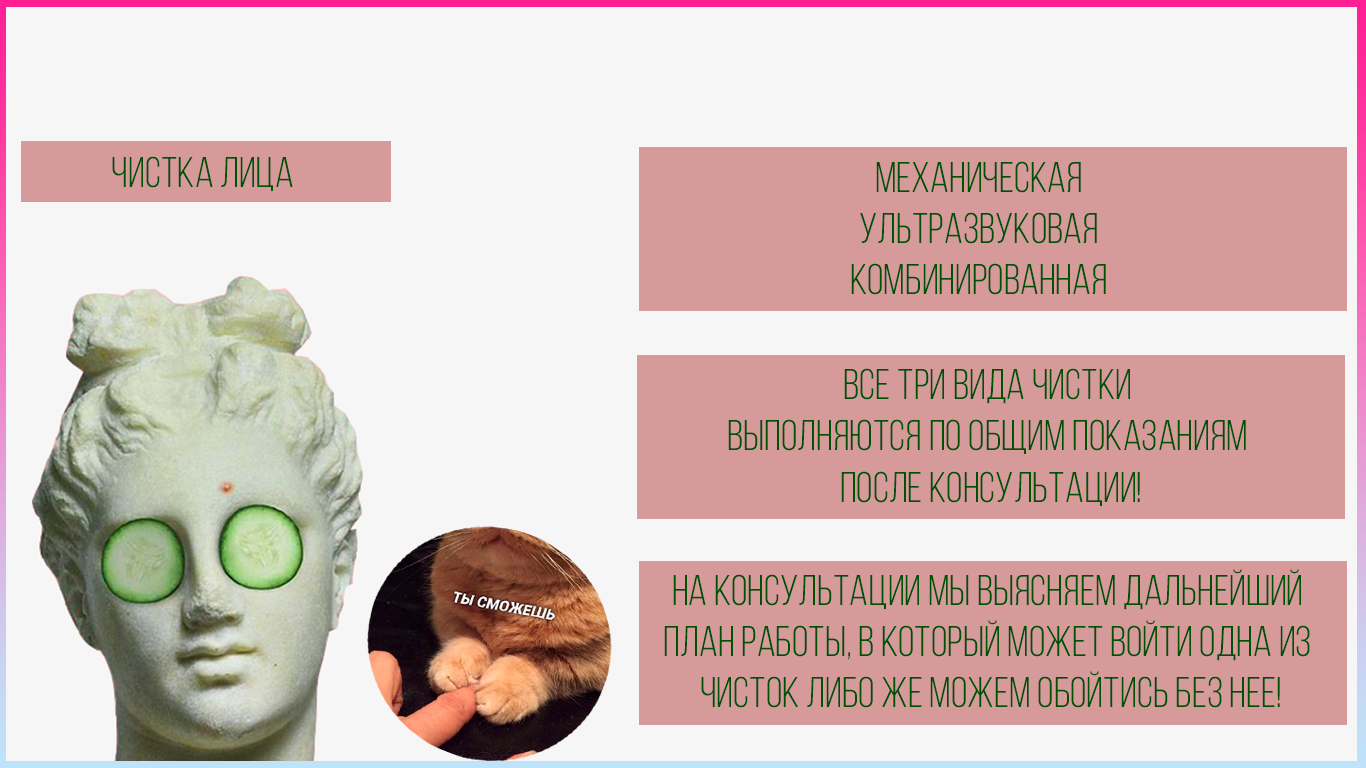 ЧИСТКА ЛИЦА
МЕХАНИЧЕСКАЯ
УЛЬТРАЗВУКОВАЯ
КОМБИНИРОВАННАЯ
ВСЕ ТРИ ВИДА ЧИСТКИ
ВЫПОЛНЯЮТСЯ ПО ОБЩИМ ПОКАЗАНИЯМ
ПОСЛЕ КОНСУЛЬТАЦИИ!
НА КОНСУЛЬТАЦИИ МЫ ВЫЯСНЯЕМ ДАЛЬНЕЙШИЙ
ПЛАН РАБОТЫ, В КОТОРЫЙ МОЖЕТ ВОЙТИ ОДНА ИЗ
ЧИСТОК ЛИБО ЖЕ МОЖЕМ ОБОЙТИСЬ БЕЗ НЕЕ!
ТЫ СМОЖЕШЬ